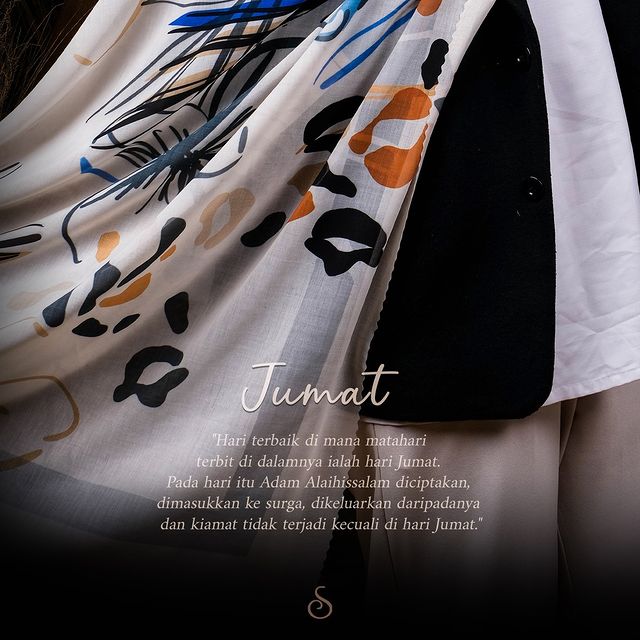 Jumat
"Hari terbaik di mana matahari
terbit di dalamnya ialah hari Jumat.
Pada hari itu Adam Alaihissalam diciptakan,
dimasukkan ke surga, dikeluarkan daripadanya
dan kiamat tidak terjadi kecuali di hari Jumat."
S